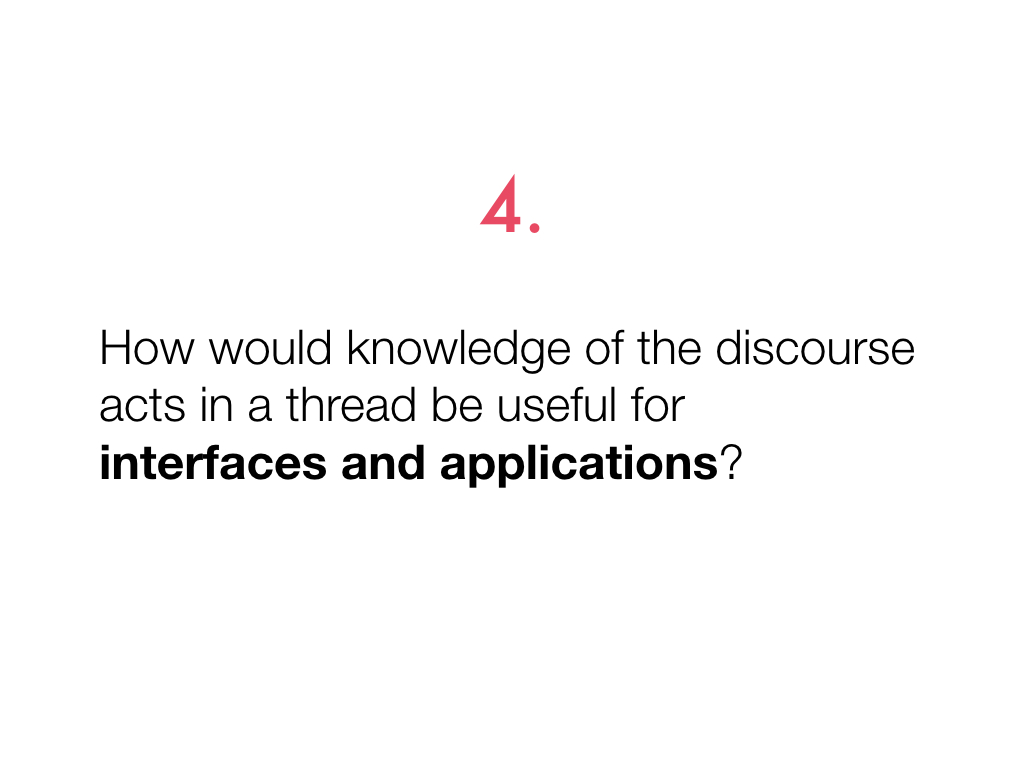 4.
How would knowledge of the discourse
acts in a thread be useful for
interfaces and applications?